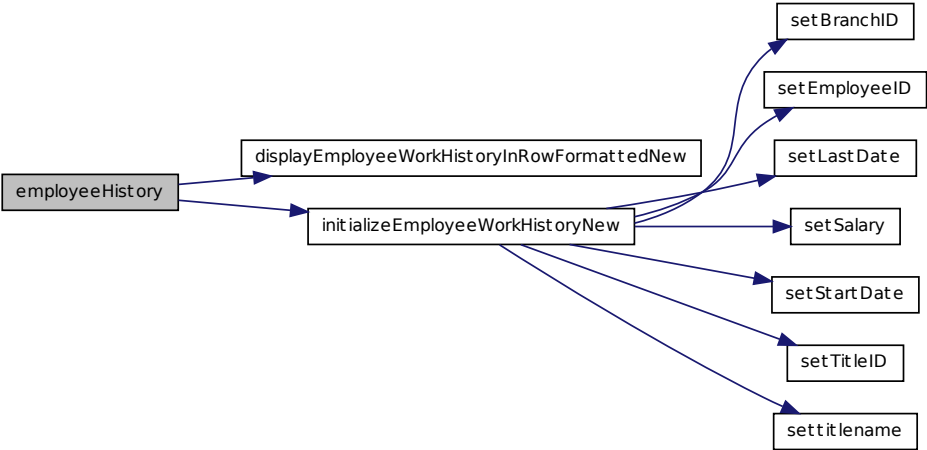 setBranchID
setEmployeeID
displayEmployeeWorkHistoryInRowFormattedNew
setLastDate
employeeHistory
initializeEmployeeWorkHistoryNew
setSalary
setStartDate
setTitleID
settitlename